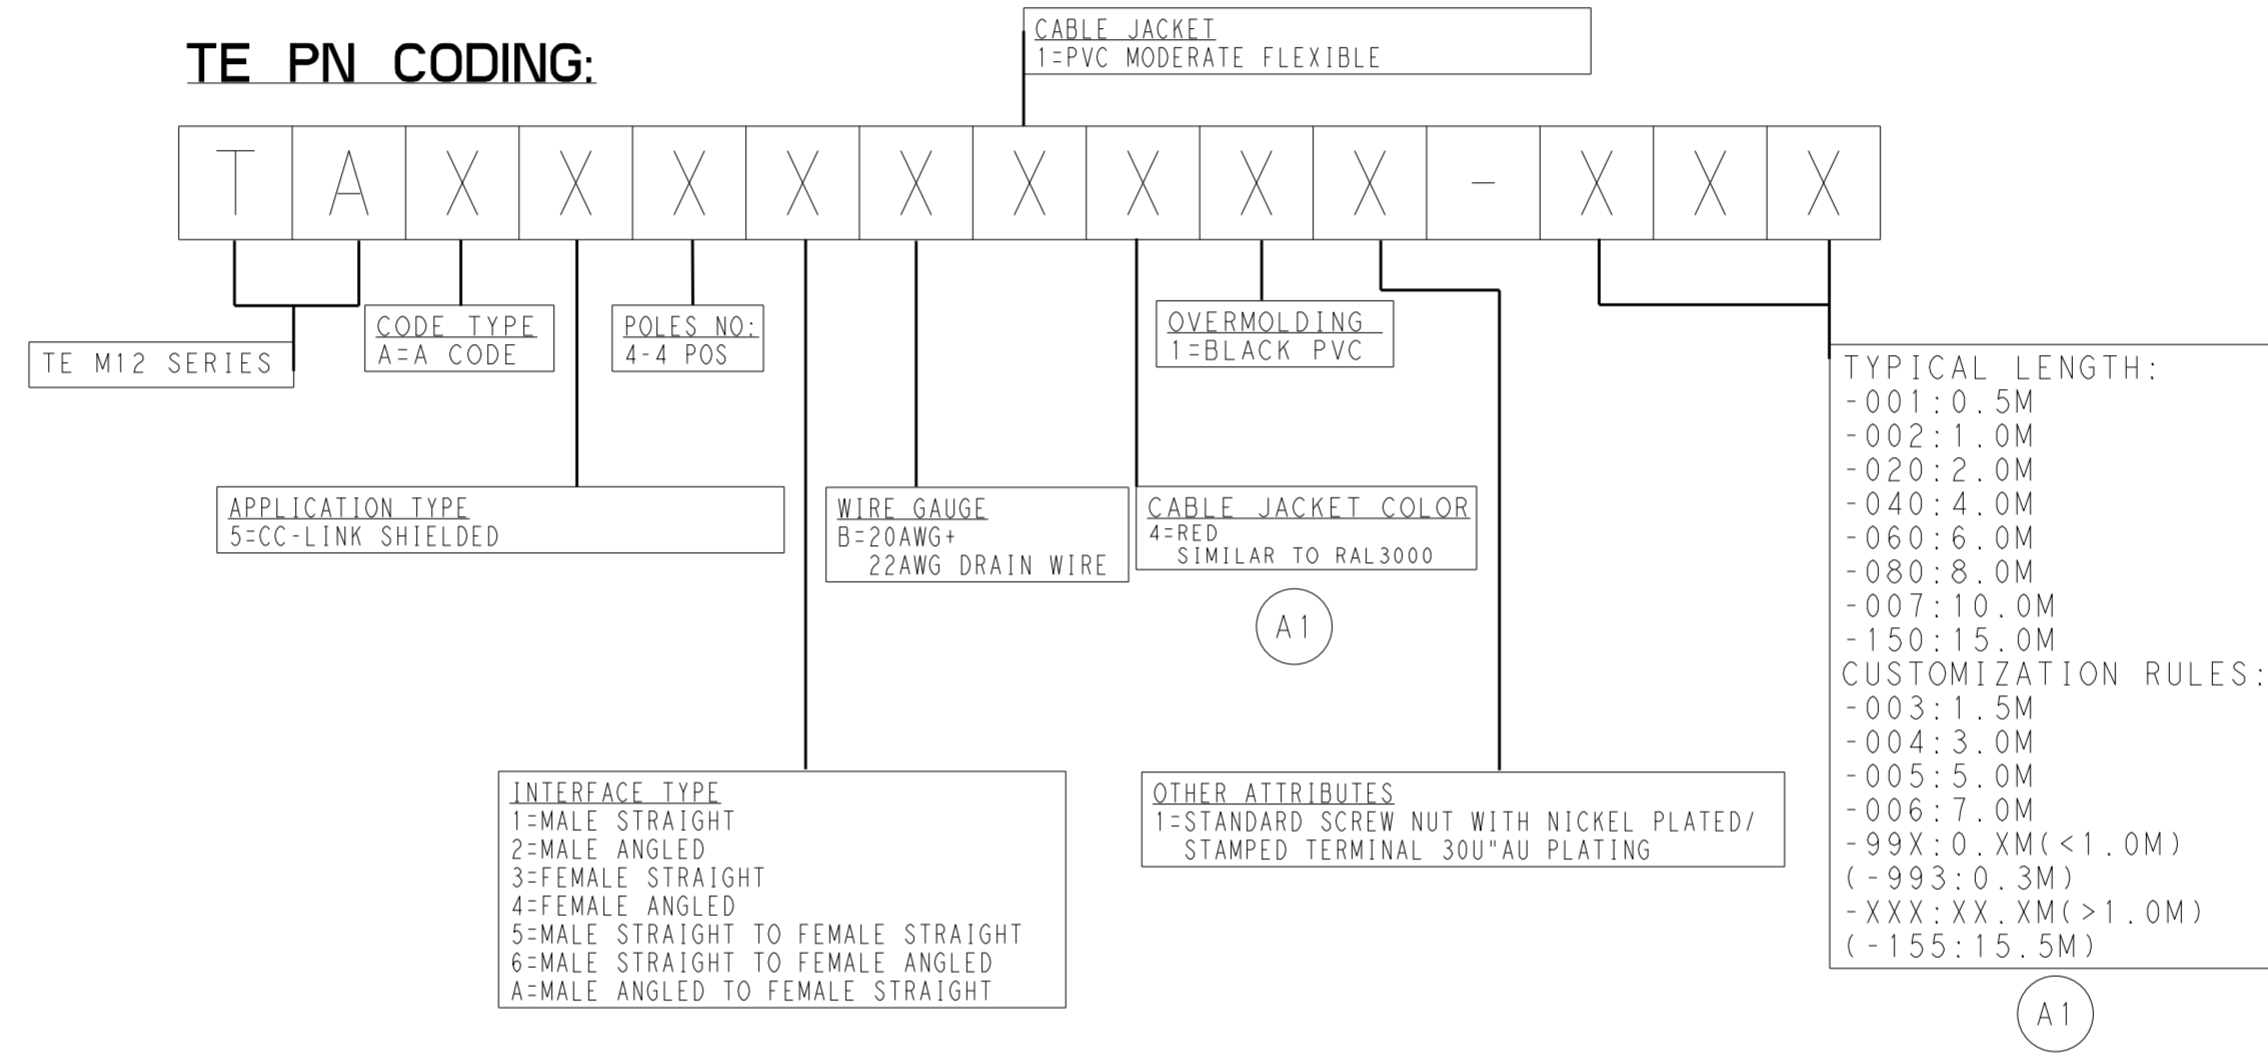 TE PN CODING:
CABLE JACKET
1=PVC MODERATE FLEXIBLE
T A X X X X X X X X X - X X X
TE M12 SERIES
CODE TYPE
A=A CODE
POLES NO:
4-4 POS
OVERMOLDING
1=BLACK PVC
APPLICATION TYPE
5=CC-LINK SHIELDED
WIRE GAUGE
B=20AWG+
22AWG DRAIN WIRE
CABLE JACKET COLOR
4=RED
SIMILAR TO RAL3000
A1
INTERFACE TYPE
1=MALE STRAIGHT
2=MALE ANGLED
3=FEMALE STRAIGHT
4=FEMALE ANGLED
5=MALE STRAIGHT TO FEMALE STRAIGHT
6=MALE STRAIGHT TO FEMALE ANGLED
A=MALE ANGLED TO FEMALE STRAIGHT
OTHER ATTRIBUTES
1=STANDARD SCREW NUT WITH NICKEL PLATED/
STAMPED TERMINAL 30U"AU PLATING
TYPICAL LENGTH:
-001:0.5M
-002:1.0M
-020:2.0M
-040:4.0M
-060:6.0M
-080:8.0M
-007:10.0M
-150:15.0M
CUSTOMIZATION RULES:
-003:1.5M
-004:3.0M
-005:5.0M
-006:7.0M
-99X:0.XM(<1.0M)
(-993:0.3M)
-XXX:XX.XM(>1.0M)
(-155:15.5M)
A1